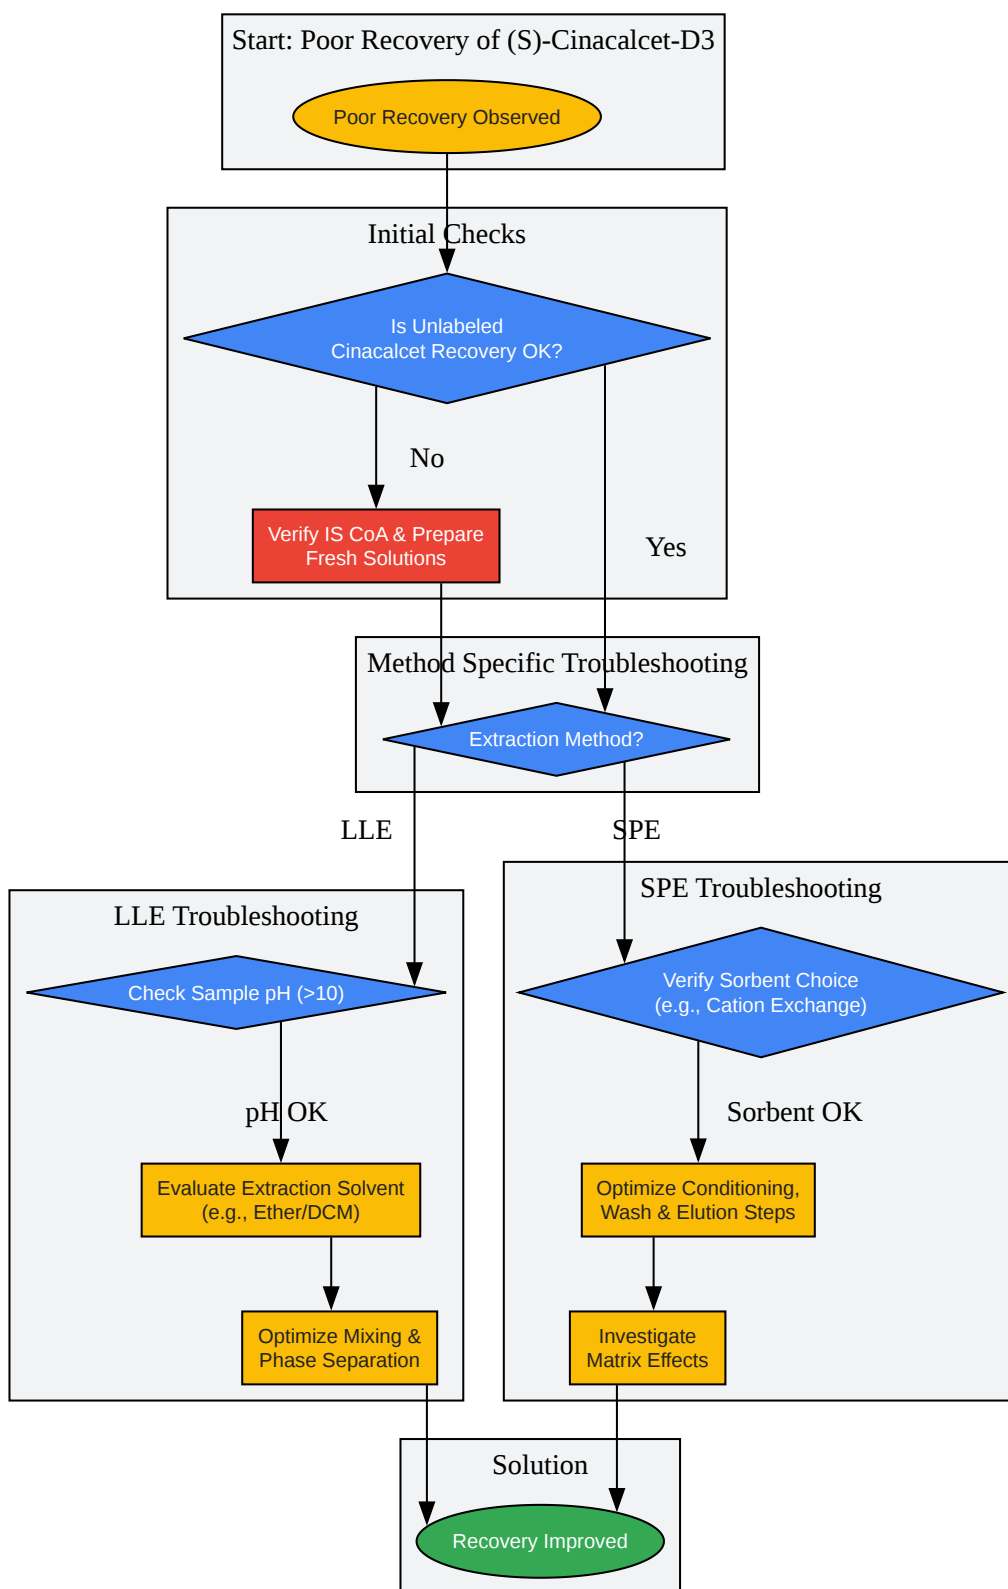 Start: Poor Recovery of (S)-Cinacalcet-D3
Poor Recovery Observed
Initial Checks
Is Unlabeled
Cinacalcet Recovery OK?
No
Verify IS CoA & Prepare
Fresh Solutions
Yes
Method Specific Troubleshooting
Extraction Method?
LLE
SPE
LLE Troubleshooting
Check Sample pH (>10)
pH OK
Evaluate Extraction Solvent
(e.g., Ether/DCM)
Optimize Mixing &
Phase Separation
SPE Troubleshooting
Verify Sorbent Choice
(e.g., Cation Exchange)
Sorbent OK
Optimize Conditioning,
Wash & Elution Steps
Investigate
Matrix Effects
Solution
Recovery Improved